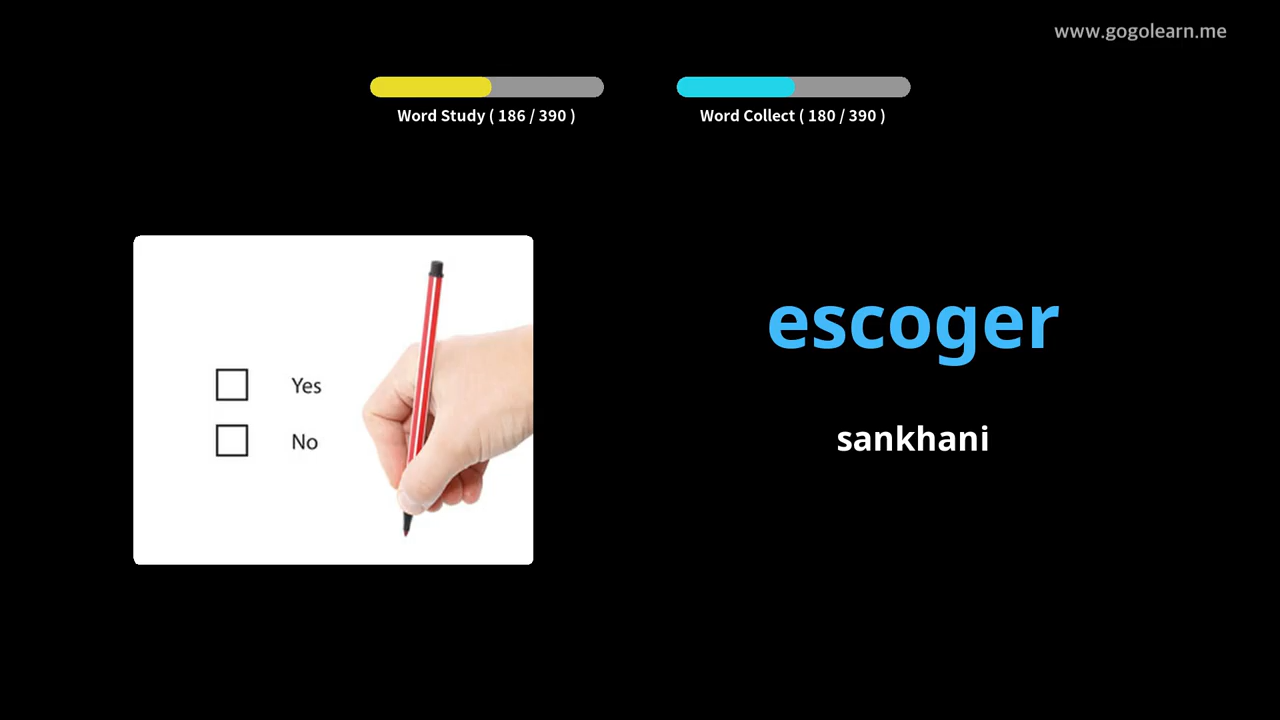 www.gogolearn.me
Word Study ( 186 / 390 )
Word Collect ( 180 / 390 )
escoger
sankhani
Yes
No